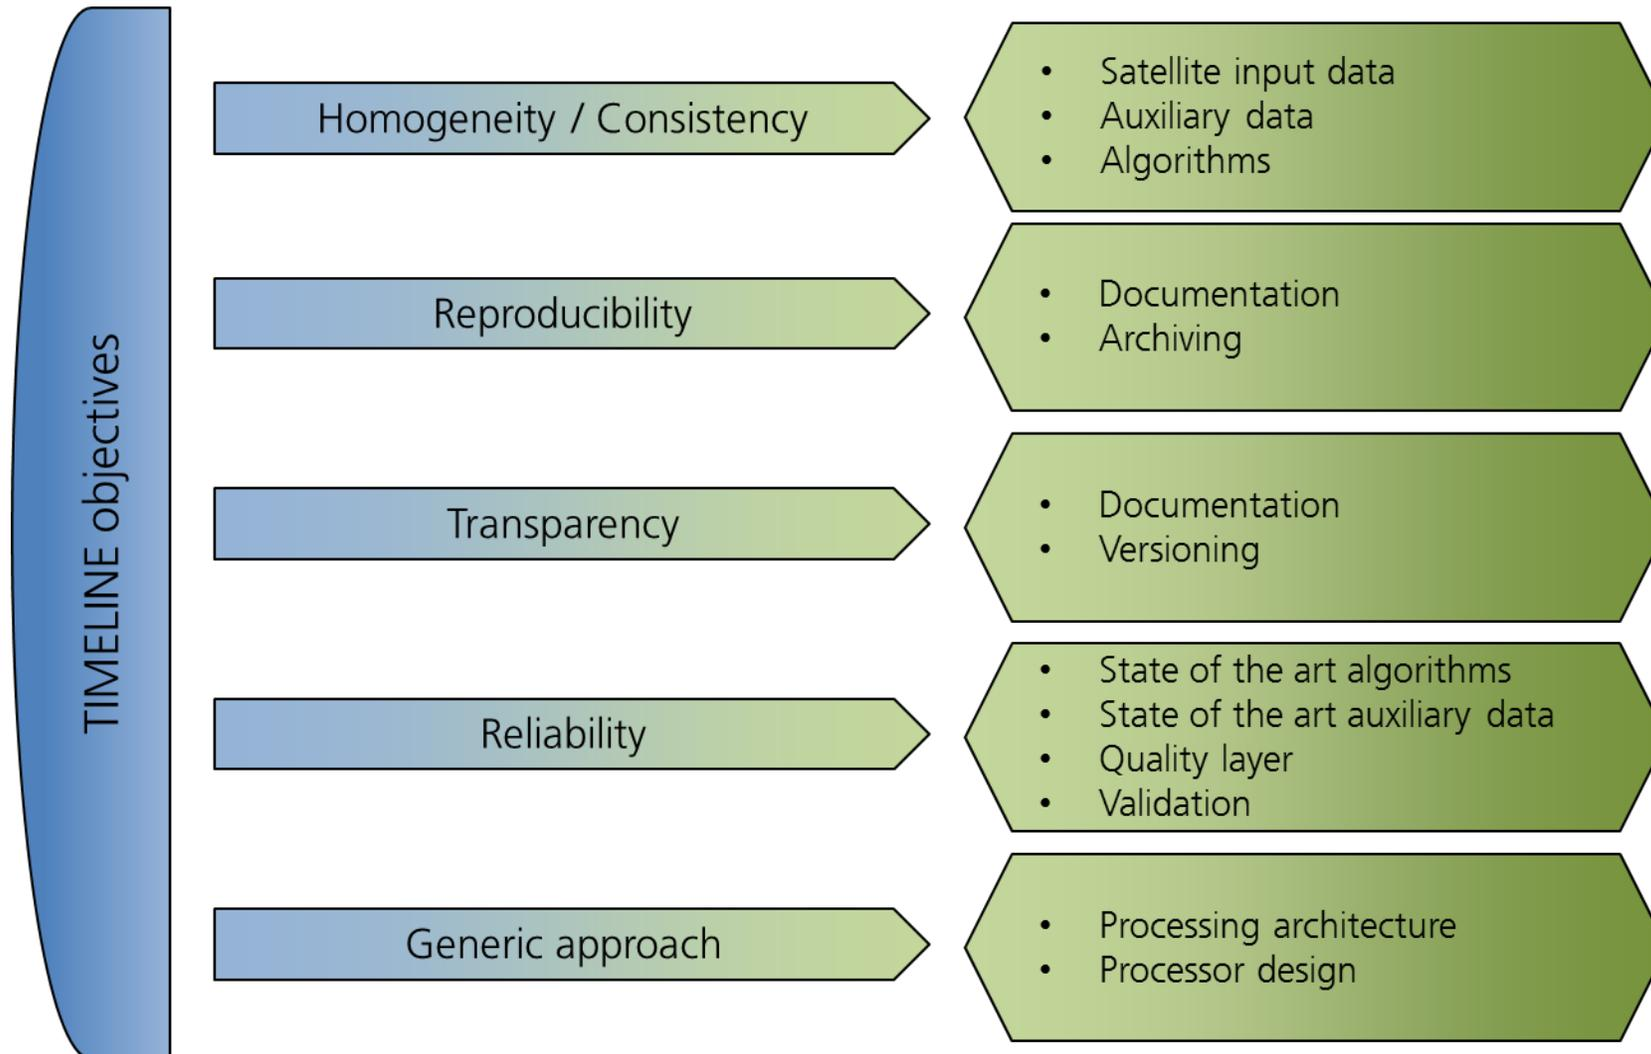 TIMELINE objectives
Homogeneity / Consistency
• Satellite input data
• Auxiliary data
• Algorithms
Reproducibility
• Documentation
• Archiving
Transparency
• Documentation
• Versioning
Reliability
• State of the art algorithms
• State of the art auxiliary data
• Quality layer
• Validation
Generic approach
• Processing architecture
• Processor design